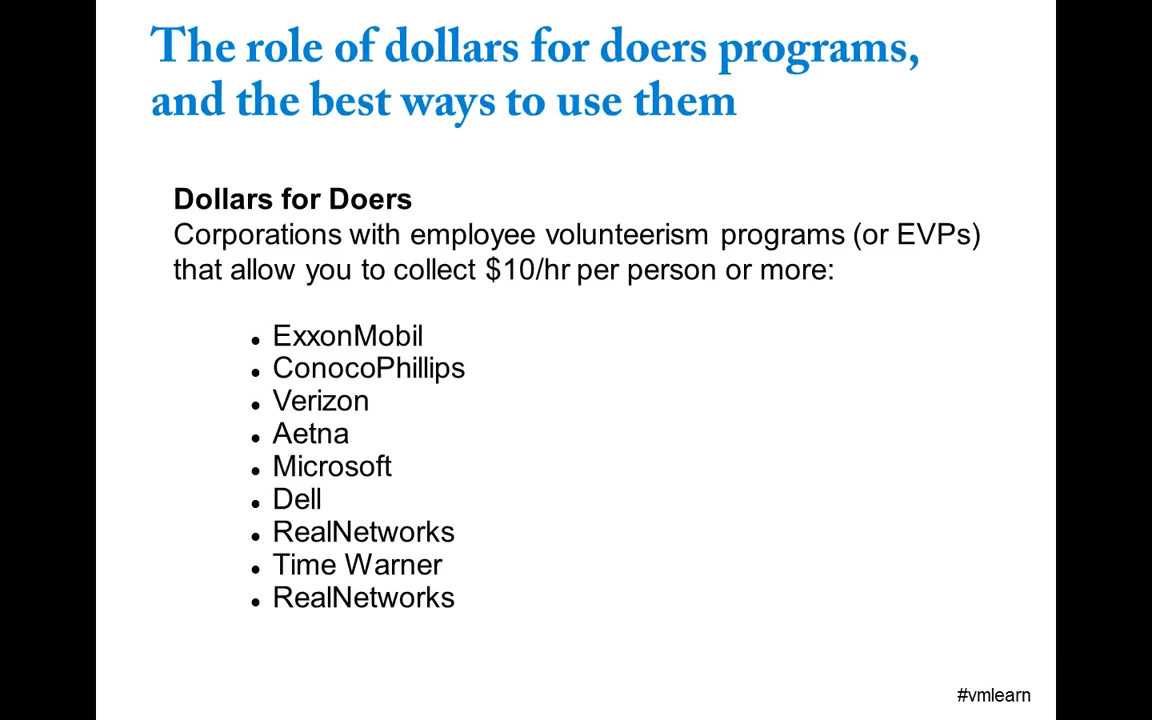 The role of dollars for doers programs,
and the best ways to use them
Dollars for Doers
Corporations with employee volunteerism programs (or EVPs)
that allow you to collect $10/hr per person or more:
• ExxonMobil
• ConocoPhillips
• Verizon
• Aetna
• Microsoft
• Dell
• RealNetworks
• Time Warner
• RealNetworks
#vmlearn